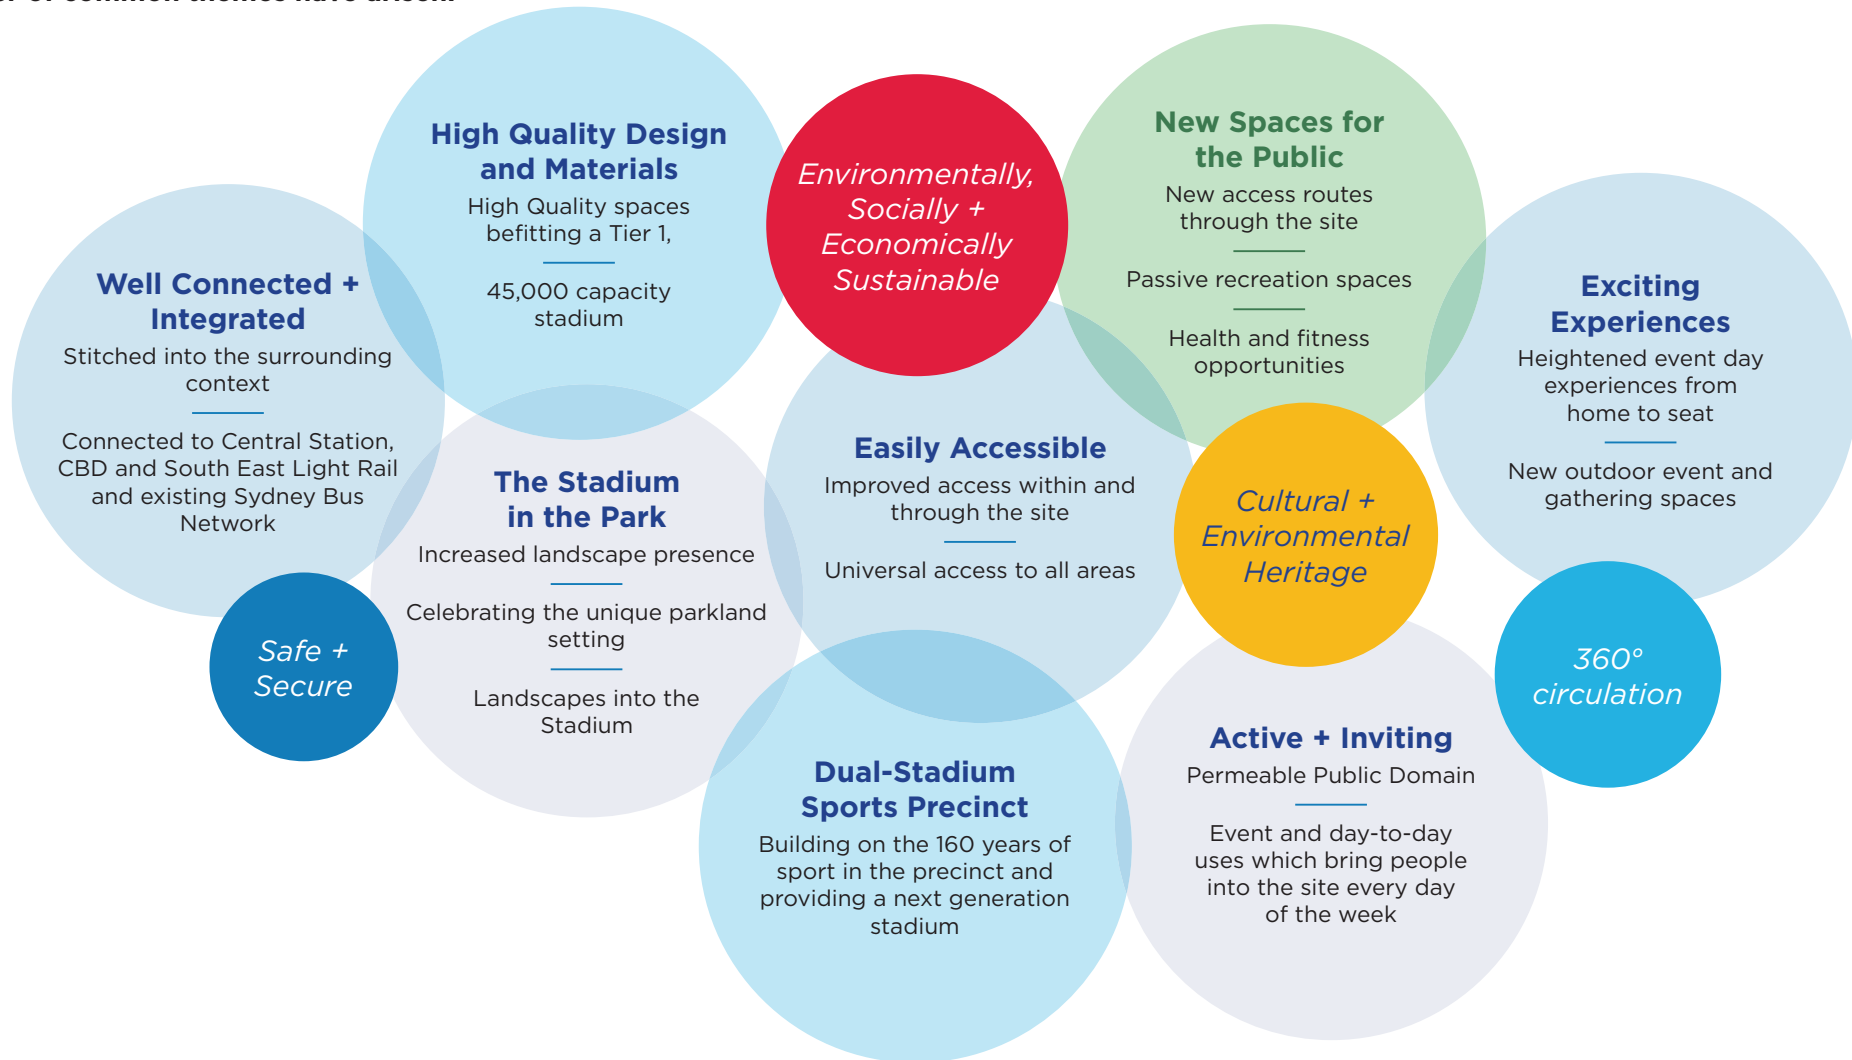 common themes have arisen.
High Quality Design
and Materials
High Quality spaces
befitting a Tier 1,
45,000 capacity
stadium
Environmentally,
Socially +
Economically
Sustainable
New Spaces for
the Public
New access routes
through the site
Passive recreation spaces
Health and fitness
opportunities
Well Connected +
Integrated
Stitched into the surrounding
context
Connected to Central Station,
CBD and South East Light Rail
and existing Sydney Bus
Network
Exciting
Experiences
Heightened event day
experiences from
home to seat
New outdoor event and
gathering spaces
The Stadium
in the Park
Increased landscape presence
Celebrating the unique parkland
setting
Landscapes into the
Stadium
Easily Accessible
Improved access within and
through the site
Universal access to all areas
Cultural +
Environmental
Heritage
Safe +
Secure
360°
circulation
Dual-Stadium
Sports Precinct
Building on the 160 years of
sport in the precinct and
providing a next generation
stadium
Active + Inviting
Permeable Public Domain
Event and day-to-day
uses which bring people
into the site every day
of the week